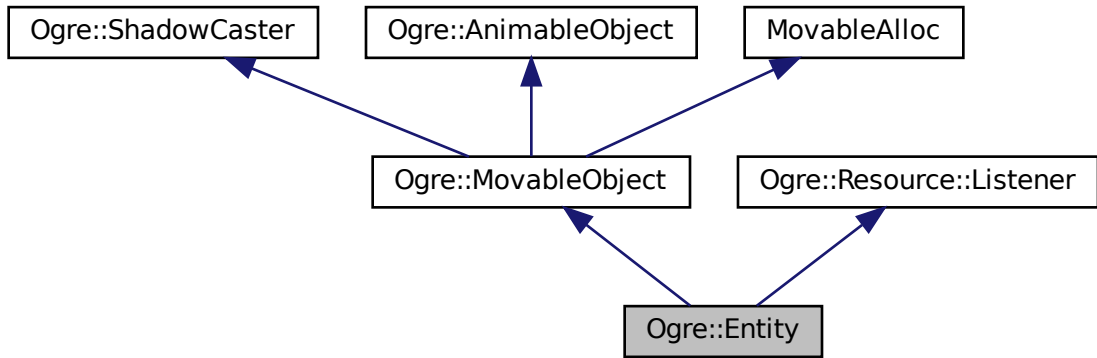 Ogre::ShadowCaster
Ogre::AnimableObject
MovableAlloc
Ogre::MovableObject
Ogre::Resource::Listener
Ogre::Entity